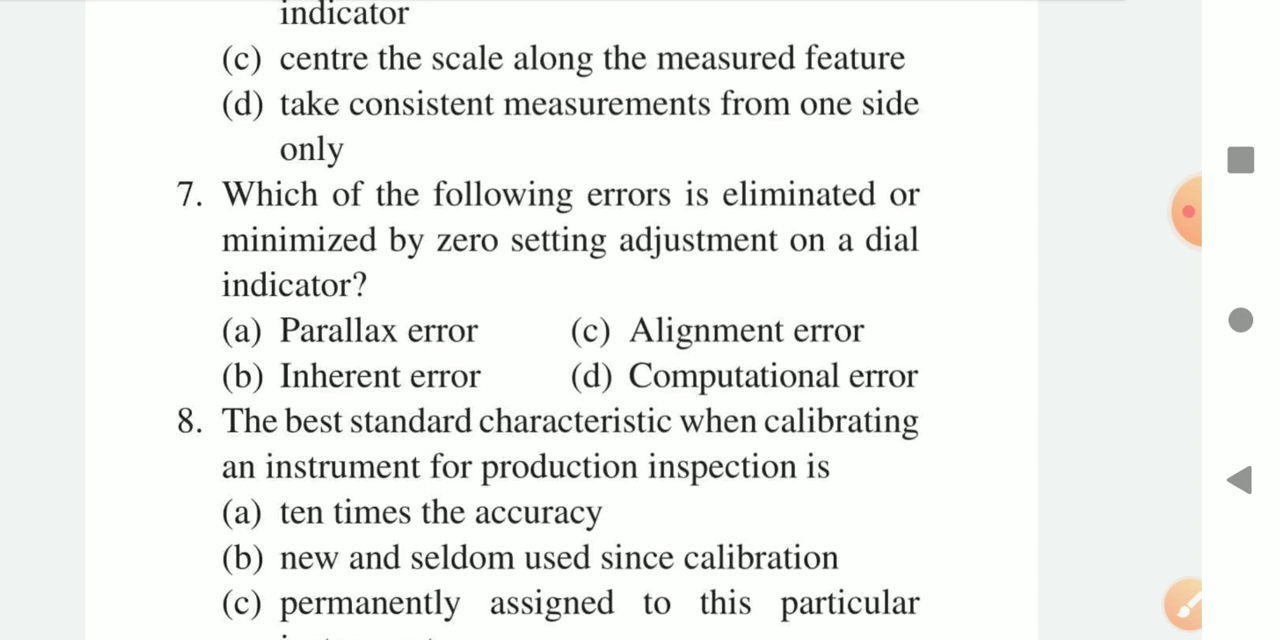 indicator
(c) centre the scale along the measured feature
(d) take consistent measurements from one side
only
7. Which of the following errors is eliminated or
minimized by zero setting adjustment on a dial
indicator?
(a) Parallax error (c) Alignment error
(b) Inherent error (d) Computational error
8. The best standard characteristic when calibrating
an instrument for production inspection is
(a) ten times the accuracy
(b) new and seldom used since calibration
(c) permanently assigned to this particular